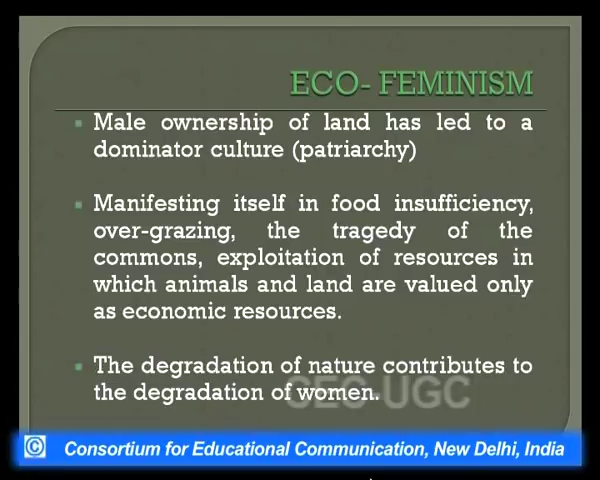 ECO- FEMINISM
Male ownership of land has led to a
dominator culture (patriarchy)
Manifesting itself in food insufficiency,
over-grazing, the tragedy of the
commons, exploitation of resources in
which animals and land are valued only
as economic resources.
The degradation of nature contributes to
the degradation of women.
CEC-UGC
© Consortium for Educational Communication, New Delhi, India